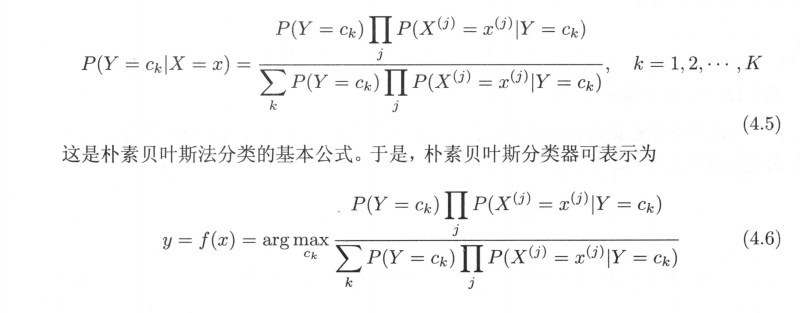 P(Y = c_k|X = x) = \frac{P(Y = c_k) \prod_j P(X^{(j)} = x^{(j)}|Y = c_k)}{\sum_k P(Y = c_k) \prod_j P(X^{(j)} = x^{(j)}|Y = c_k)}, k = 1, 2, ⋯, K
(4.5)
这是朴素贝叶斯法分类的基本公式。于是，朴素贝叶斯分类器可表示为
y = f(x) = \arg\max_{c_k} \frac{P(Y = c_k) \prod_j P(X^{(j)} = x^{(j)}|Y = c_k)}{\sum_k P(Y = c_k) \prod_j P(X^{(j)} = x^{(j)}|Y = c_k)} (4.6)